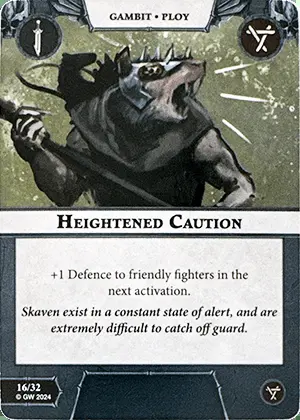 GAMBIT • PLOY
HEIGHTENED CAUTION
+1 Defence to friendly fighters in the
next activation.
Skaven exist in a constant state of alert, and are
extremely difficult to catch off guard.
16/32
© GW 2024